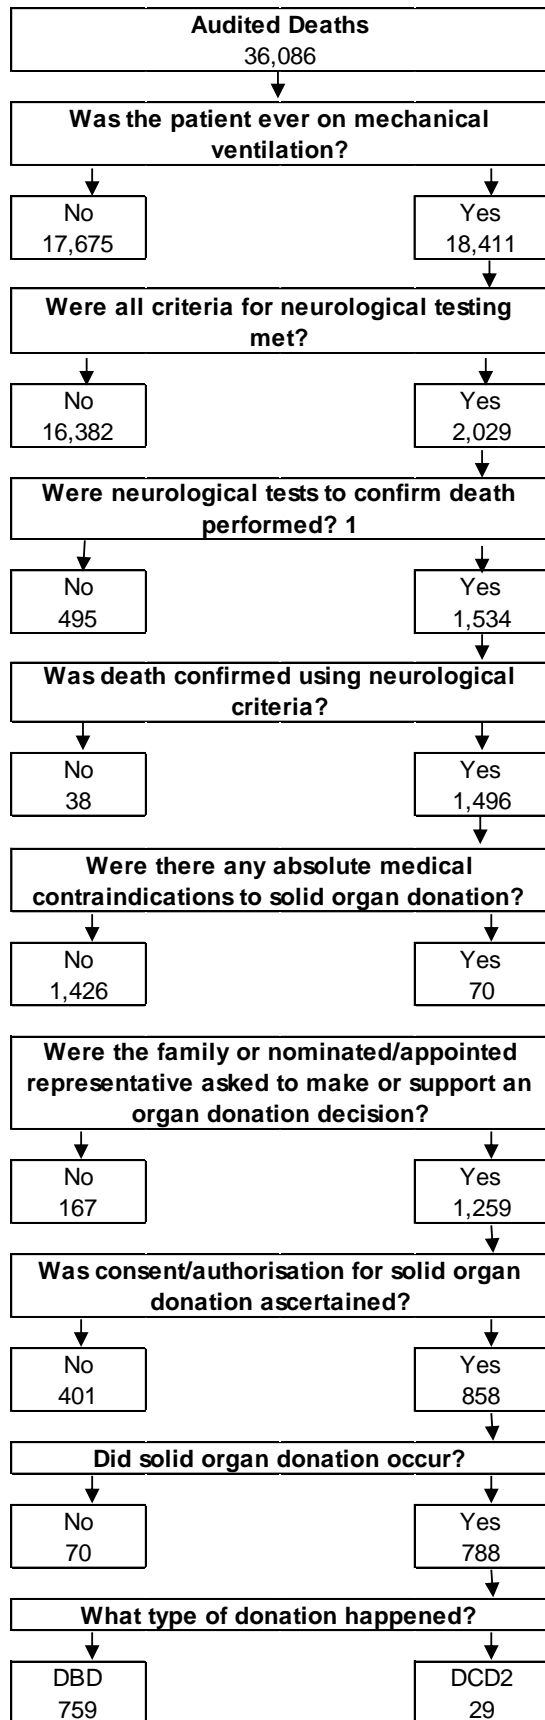 Audited Deaths
36,086
Was the patient ever on mechanical
ventilation?
No
17,675
Yes
18,411
Were all criteria for neurological testing
met?
No
16,382
Yes
2,029
Were neurological tests to confirm death
performed? 1
No
495
Yes
1,534
Was death confirmed using neurological
criteria?
No
38
Yes
1,496
Were there any absolute medical
contraindications to solid organ donation?
No
1,426
Yes
70
Were the family or nominated/appointed
representative asked to make or support an
organ donation decision?
No
167
Yes
1,259
Was consent/authorisation for solid organ
donation ascertained?
No
401
Yes
858
Did solid organ donation occur?
No
70
Yes
788
What type of donation happened?
DBD
759
DCD2
29